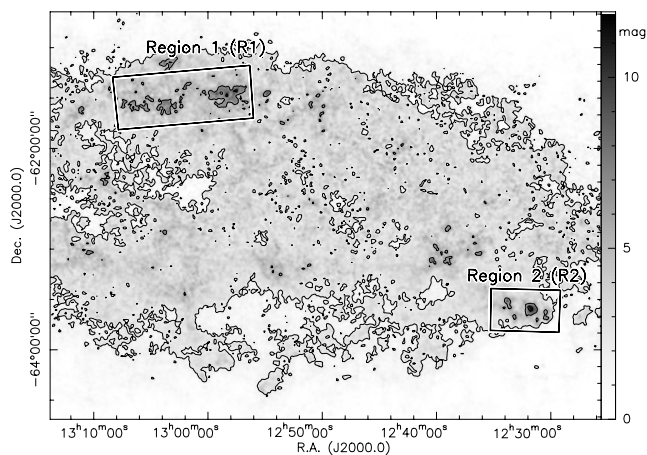 Region 1 (R1)
mag
10
5
0
Region 2 (R2)
Dec. (J2000.0)
−62°00'00"
−64°00'00"
13ʰ10ᵐ00ˢ 13ʰ00ᵐ00ˢ 12ʰ50ᵐ00ˢ 12ʰ40ᵐ00ˢ 12ʰ30ᵐ00ˢ
R.A. (J2000.0)